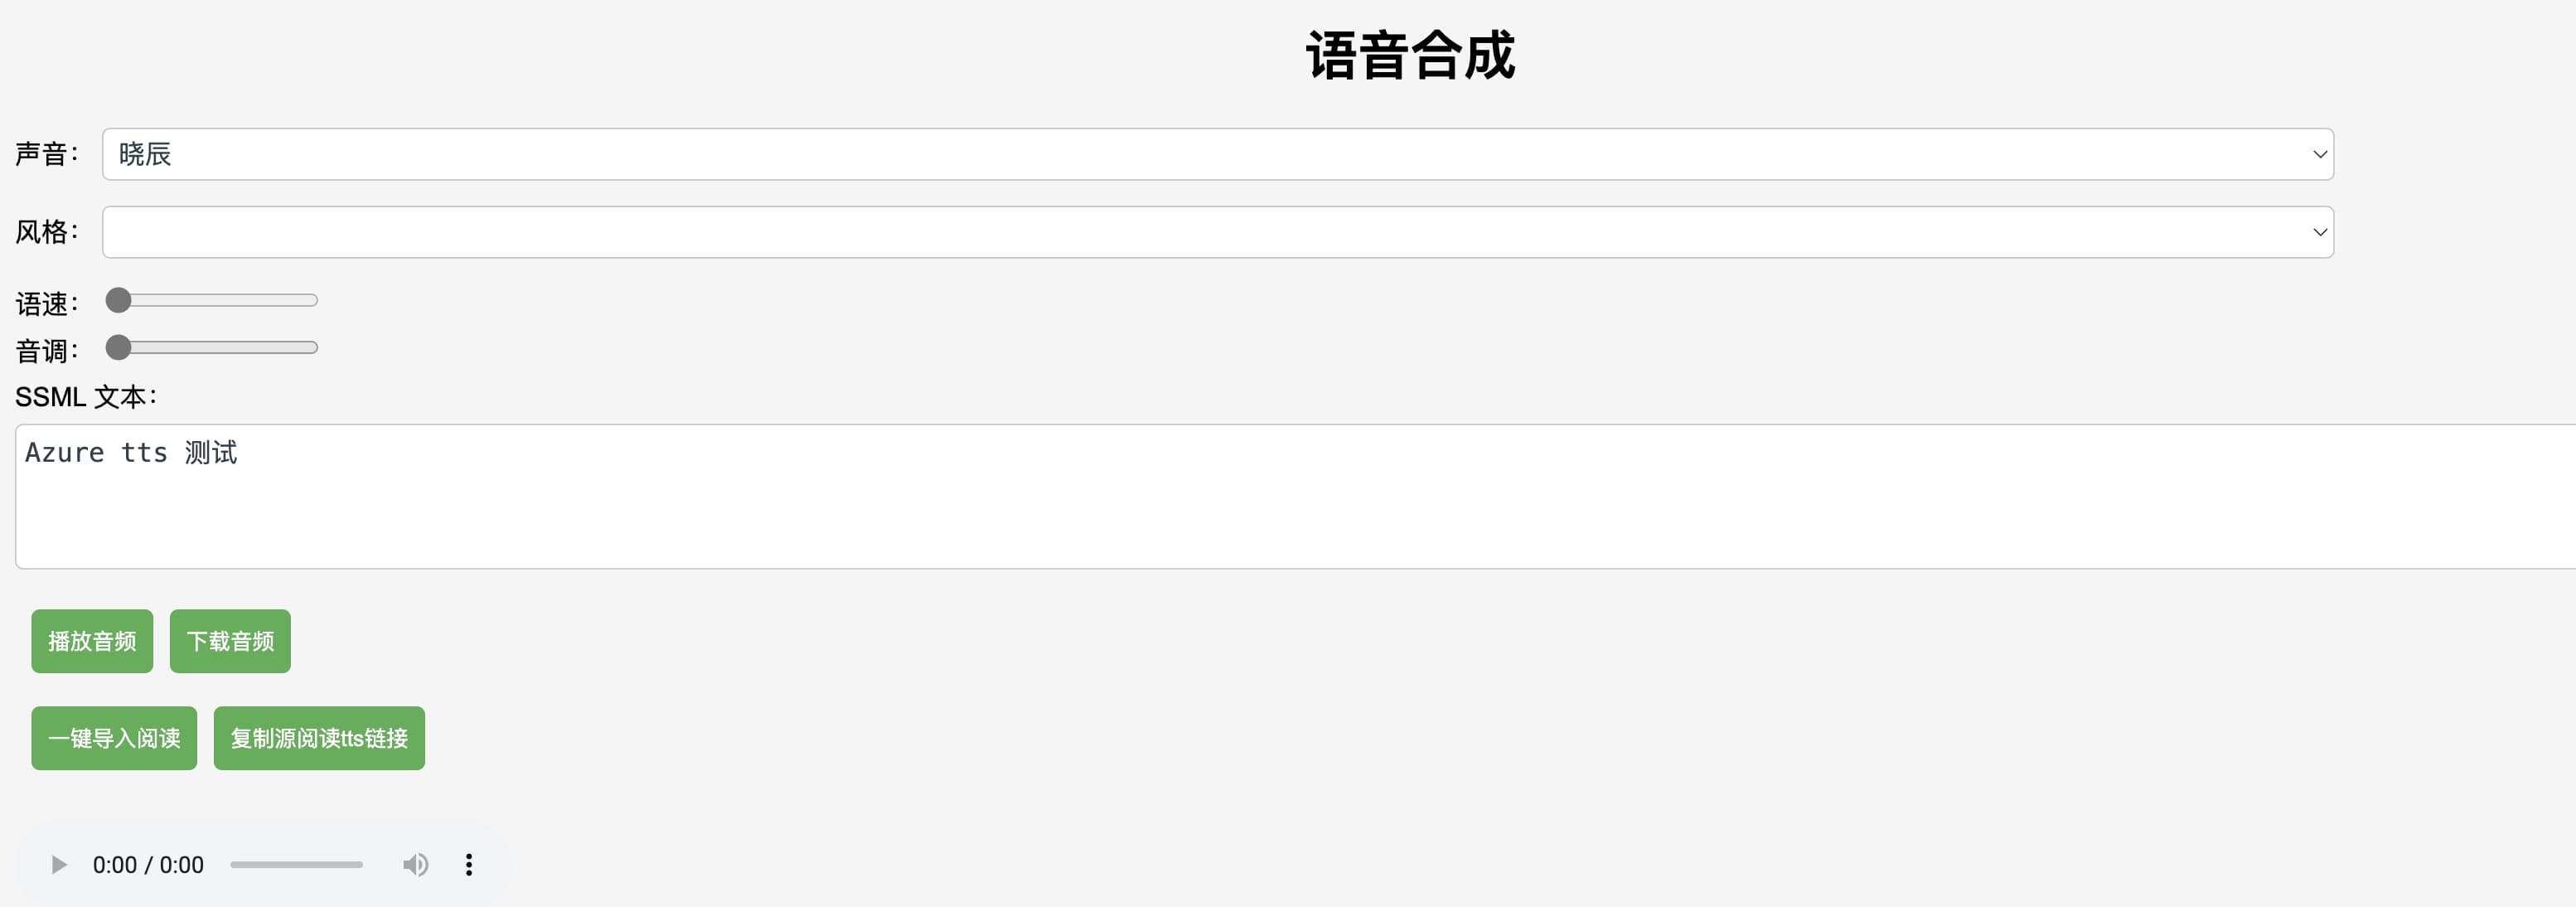 语音合成
声音： 晓辰
风格：
语速：
音调：
SSML 文本：
Azure tts 测试
播放音频 下载音频
一键导入阅读 复制源阅读tts链接
0:00 / 0:00